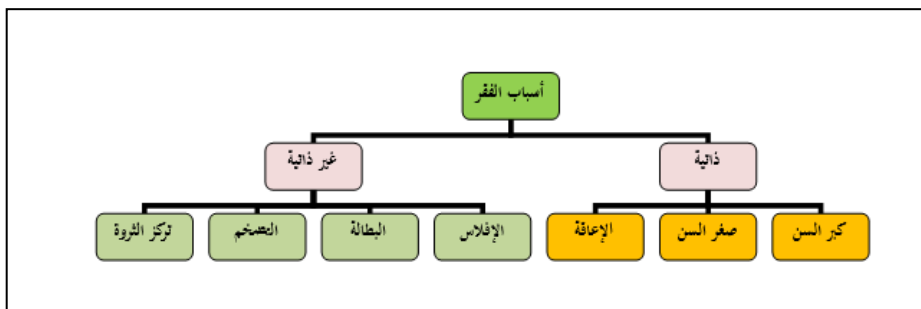 أسباب الفقر
ذاتية
غير ذاتية
كبر السن
صغر السن
الإعاقة
الإفلاس
البطالة
التضخم
تركز الثروة